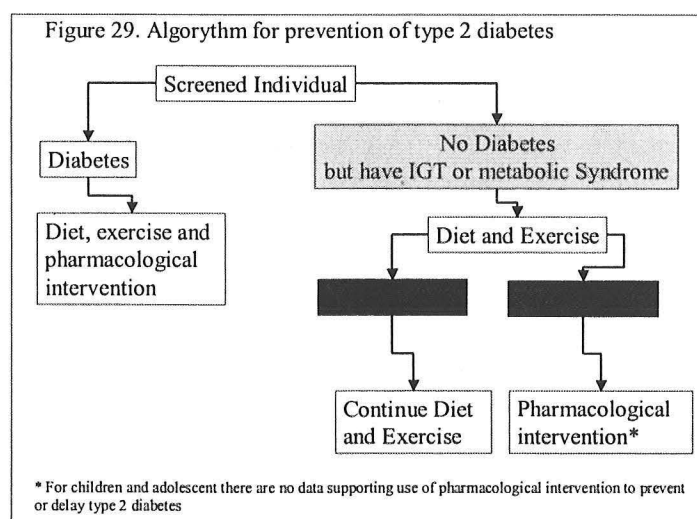 Figure 29. Algorythm for prevention of type 2 diabetes
Screened Individual
Diabetes
Diet, exercise and
pharmacological
intervention
No Diabetes
but have IGT or metabolic Syndrome
Diet and Exercise
Continue Diet
and Exercise
Pharmacological
intervention*
* For children and adolescent there are no data supporting use of pharmacological intervention to prevent
or delay type 2 diabetes